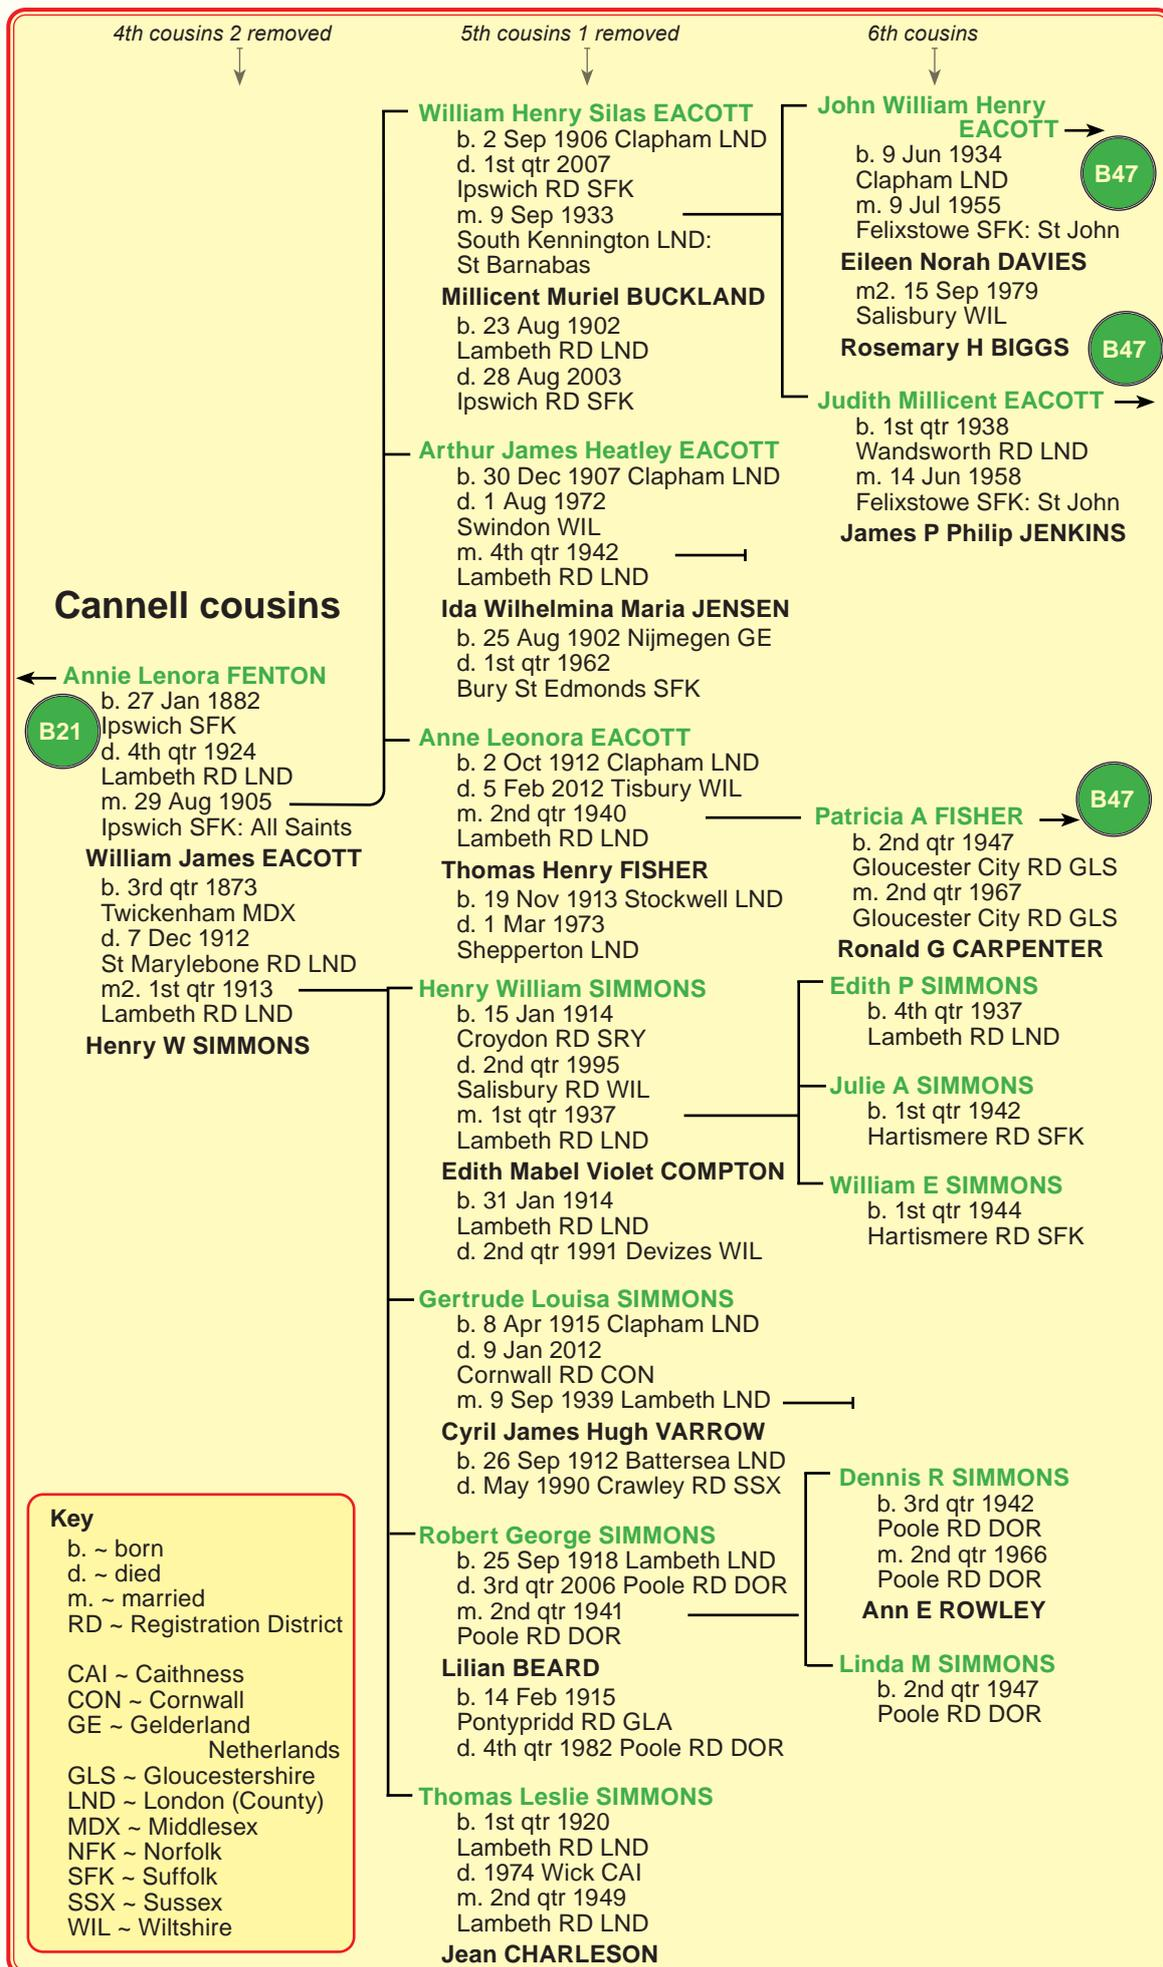 4th cousins 2 removed
5th cousins 1 removed
6th cousins
Cannell cousins
Annie Lenora FENTON
B21
b. 27 Jan 1882
Ipswich SFK
d. 4th qtr 1924
Lambeth RD LND
m. 29 Aug 1905
Ipswich SFK: All Saints
William James EACOTT
b. 3rd qtr 1873
Twickenham MDX
d. 7 Dec 1912
St Marylebone RD LND
m2. 1st qtr 1913
Lambeth RD LND
Henry W SIMMONS
William Henry Silas EACOTT
b. 2 Sep 1906 Clapham LND
d. 1st qtr 2007
Ipswich RD SFK
m. 9 Sep 1933
South Kennington LND:
St Barnabas
Millicent Muriel BUCKLAND
b. 23 Aug 1902
Lambeth RD LND
d. 28 Aug 2003
Ipswich RD SFK
Arthur James Heatley EACOTT
b. 30 Dec 1907 Clapham LND
d. 1 Aug 1972
Swindon WIL
m. 4th qtr 1942
Lambeth RD LND
Ida Wilhelmina Maria JENSEN
b. 25 Aug 1902 Nijmegen GE
d. 1st qtr 1962
Bury St Edmonds SFK
Anne Leonora EACOTT
b. 2 Oct 1912 Clapham LND
d. 5 Feb 2012 Tisbury WIL
m. 2nd qtr 1940
Lambeth RD LND
Thomas Henry FISHER
b. 19 Nov 1913 Stockwell LND
d. 1 Mar 1973
Shepperton LND
Henry William SIMMONS
b. 15 Jan 1914
Croydon RD SRY
d. 2nd qtr 1995
Salisbury RD WIL
m. 1st qtr 1937
Lambeth RD LND
Edith Mabel Violet COMPTON
b. 31 Jan 1914
Lambeth RD LND
d. 2nd qtr 1991 Devizes WIL
Gertrude Louisa SIMMONS
b. 8 Apr 1915 Clapham LND
d. 9 Jan 2012
Cornwall RD CON
m. 9 Sep 1939 Lambeth LND
Cyril James Hugh VARROW
b. 26 Sep 1912 Battersea LND
d. May 1990 Crawley RD SSX
Robert George SIMMONS
b. 25 Sep 1918 Lambeth LND
d. 3rd qtr 2006 Poole RD DOR
m. 2nd qtr 1941
Poole RD DOR
Lilian BEARD
b. 14 Feb 1915
Pontypridd RD GLA
d. 4th qtr 1982 Poole RD DOR
Thomas Leslie SIMMONS
b. 1st qtr 1920
Lambeth RD LND
d. 1974 Wick CAI
m. 2nd qtr 1949
Lambeth RD LND
Jean CHARLESON
John William Henry
EACOTT
B47
b. 9 Jun 1934
Clapham LND
m. 9 Jul 1955
Felixstowe SFK: St John
Eileen Norah DAVIES
m2. 15 Sep 1979
Salisbury WIL
Rosemary H BIGGS
B47
Judith Millicent EACOTT
b. 1st qtr 1938
Wandsworth RD LND
m. 14 Jun 1958
Felixstowe SFK: St John
James P Philip JENKINS
B47
Patricia A FISHER
b. 2nd qtr 1947
Gloucester City RD GLS
m. 2nd qtr 1967
Gloucester City RD GLS
Ronald G CARPENTER
Edith P SIMMONS
b. 4th qtr 1937
Lambeth RD LND
Julie A SIMMONS
b. 1st qtr 1942
Hartismere RD SFK
William E SIMMONS
b. 1st qtr 1944
Hartismere RD SFK
Dennis R SIMMONS
b. 3rd qtr 1942
Poole RD DOR
m. 2nd qtr 1966
Poole RD DOR
Ann E ROWLEY
Linda M SIMMONS
b. 2nd qtr 1947
Poole RD DOR
Key
b. ~ born
d. ~ died
m. ~ married
RD ~ Registration District
CAI ~ Caithness
CON ~ Cornwall
GE ~ Gelderland
Netherlands
GLS ~ Gloucestershire
LND ~ London (County)
MDX ~ Middlesex
NFK ~ Norfolk
SFK ~ Suffolk
SSX ~ Sussex
WIL ~ Wiltshire